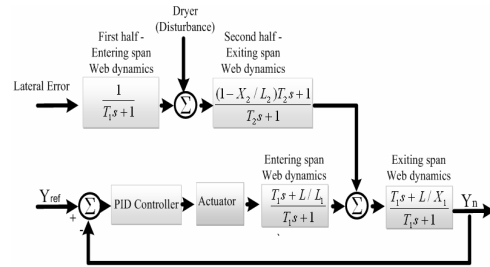 Dryer
(Disturbance)
First half -
Entering span
Web dynamics
Second half -
Exiting span
Web dynamics
Lateral Error
1
T₁s+1
Σ
(1-X₂/L₂)T₂s+1
T₂s+1
Entering span
Web dynamics
Exiting span
Web dynamics
Yref
+
-
Σ
PID Controller
Actuator
T₁s+L/L₁
T₁s+1
Σ
T₁s+L/X₁
T₁s+1
Yn